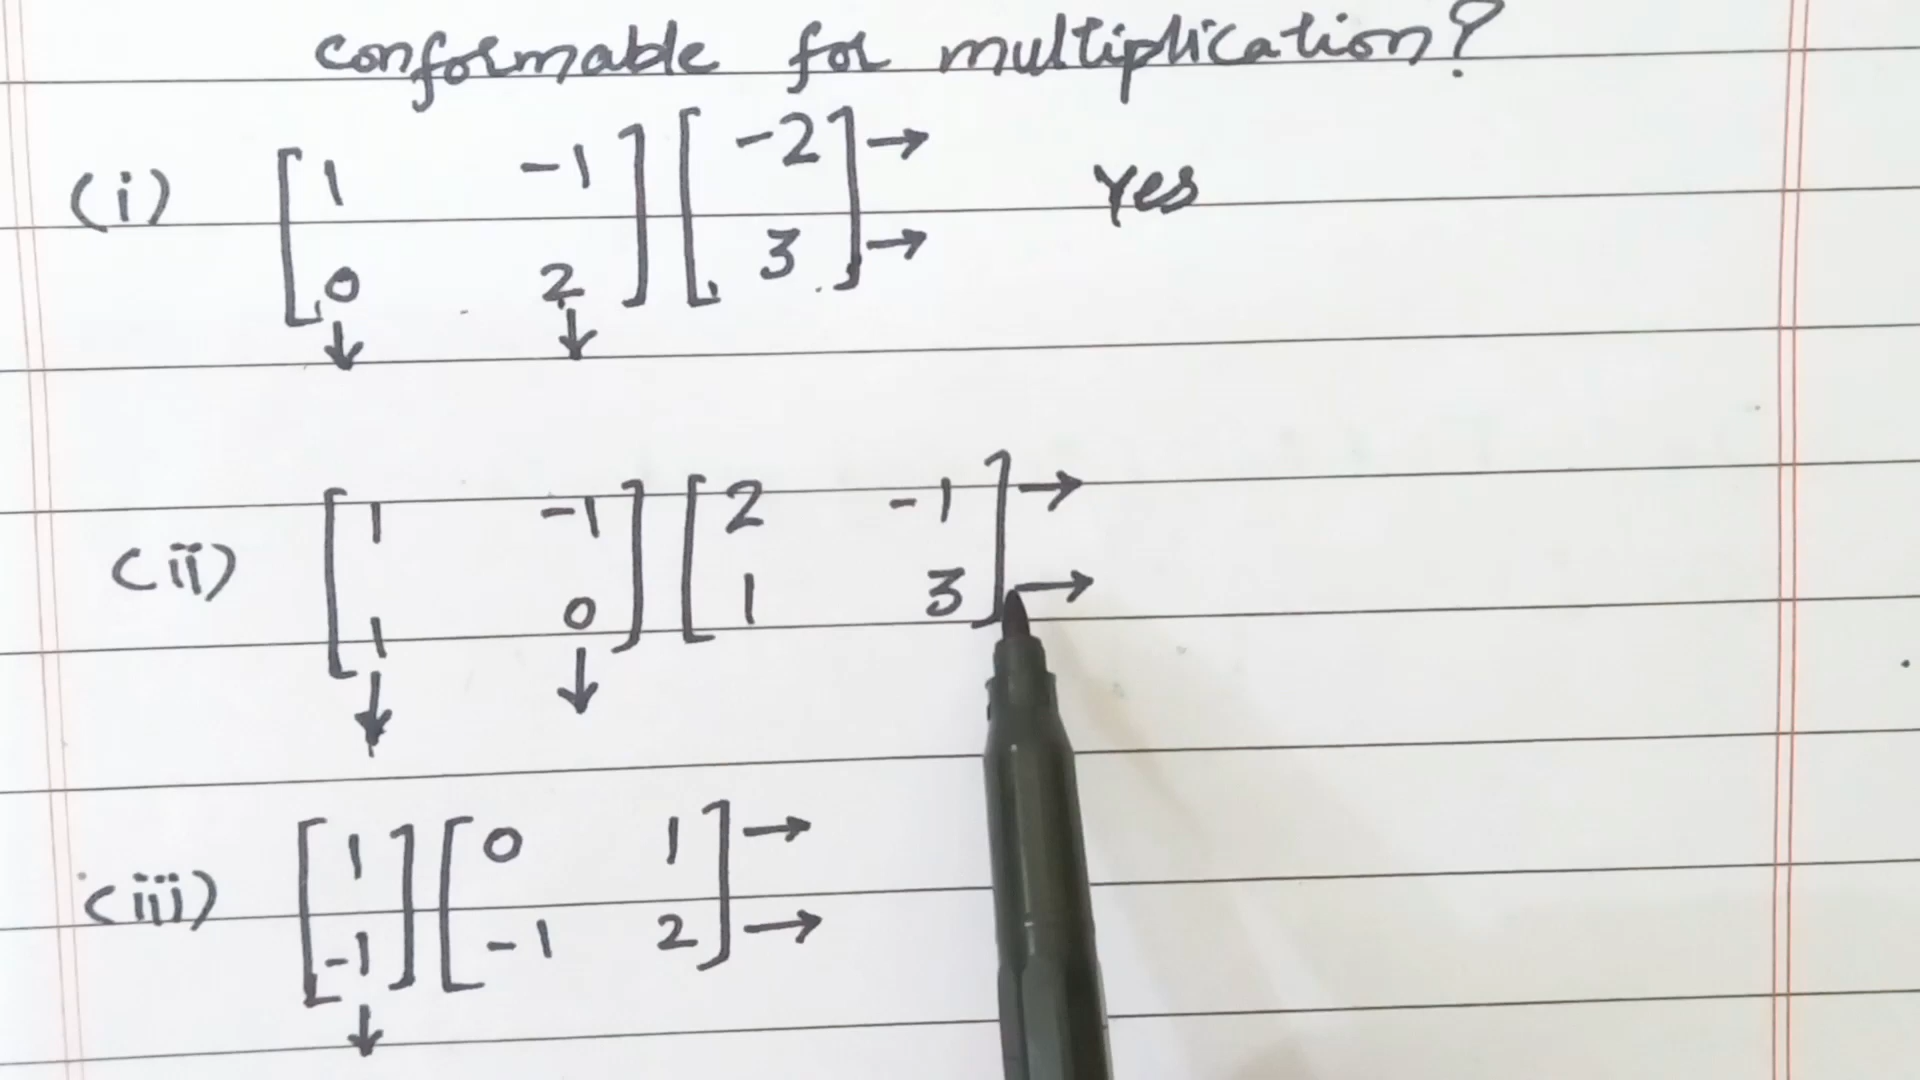 conformable for multiplication?
(i) [1 -1 0 2] [-2 3] → → Yes
↓ ↓
(ii) [1 -1 1 0] [2 -1 1 3] → →
↓ ↓
(iii) [1 -1] [0 1 -1 2] → →
↓